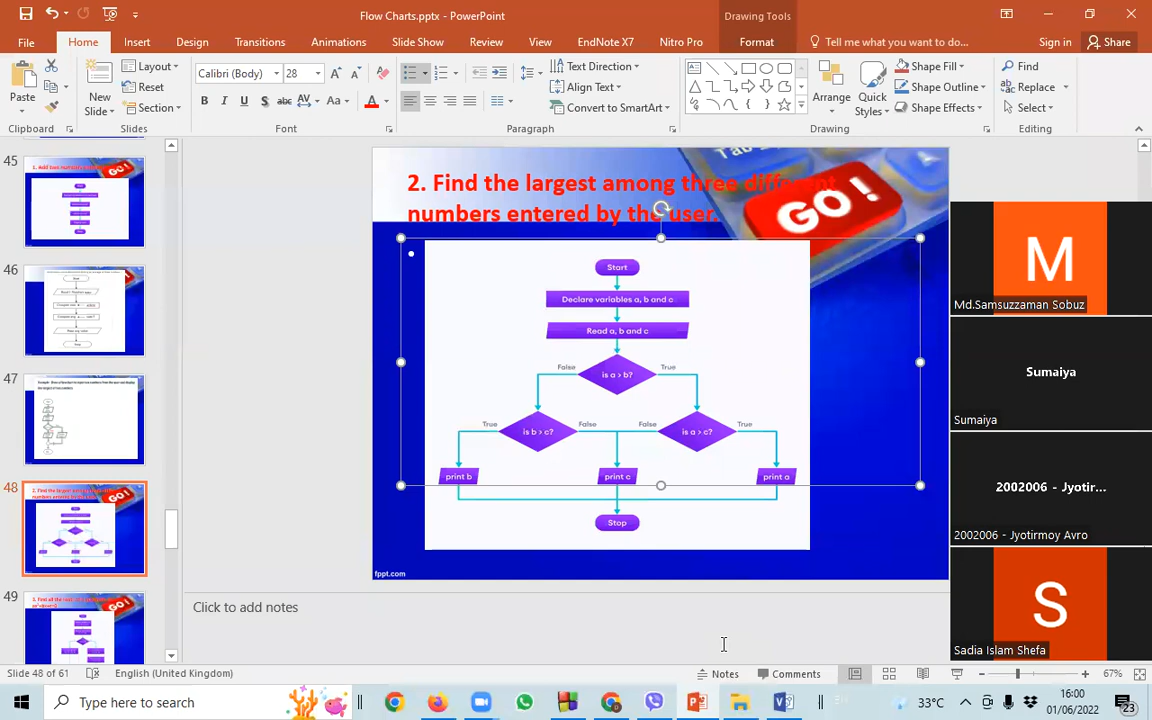 Flow Charts.pptx - PowerPoint
Drawing Tools
File
Home
Insert
Design
Transitions
Animations
Slide Show
Review
View
EndNote X7
Nitro Pro
Format
Tell me what you want to do...
Sign in
Share
Paste
New
Slide
Layout
Reset
Section
Calibri (Body)
28
B I U S abc AV Aa A
Text Direction
Align Text
Convert to SmartArt
Arrange
Quick
Styles
Shape Fill
Shape Outline
Shape Effects
Find
Replace
Select
Clipboard
Slides
Font
Paragraph
Drawing
Editing
45
46
47
48
49
GO!
2. Find the largest among three different
numbers entered by the user.
GO!
Start
Declare variables a, b and c
Read a, b and c
is a > b?
False
True
is b > c?
is a > c?
True
False
False
True
print b
print c
print a
Stop
fppt.com
Click to add notes
M
Md.Samsuzzaman Sobuz
Sumaiya
Sumaiya
2002006 - Jyotir...
2002006 - Jyotirmoy Avro
S
Sadia Islam Shefa
Slide 48 of 61
English (United Kingdom)
Notes
Comments
67%
Type here to search
33°C
16:00
01/06/2022
23